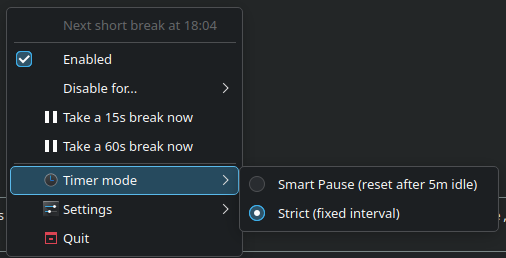 Next short break at 18:04
Enabled
Disable for...
Take a 15s break now
Take a 60s break now
Timer mode
Smart Pause (reset after 5m idle)
Strict (fixed interval)
Settings
Quit